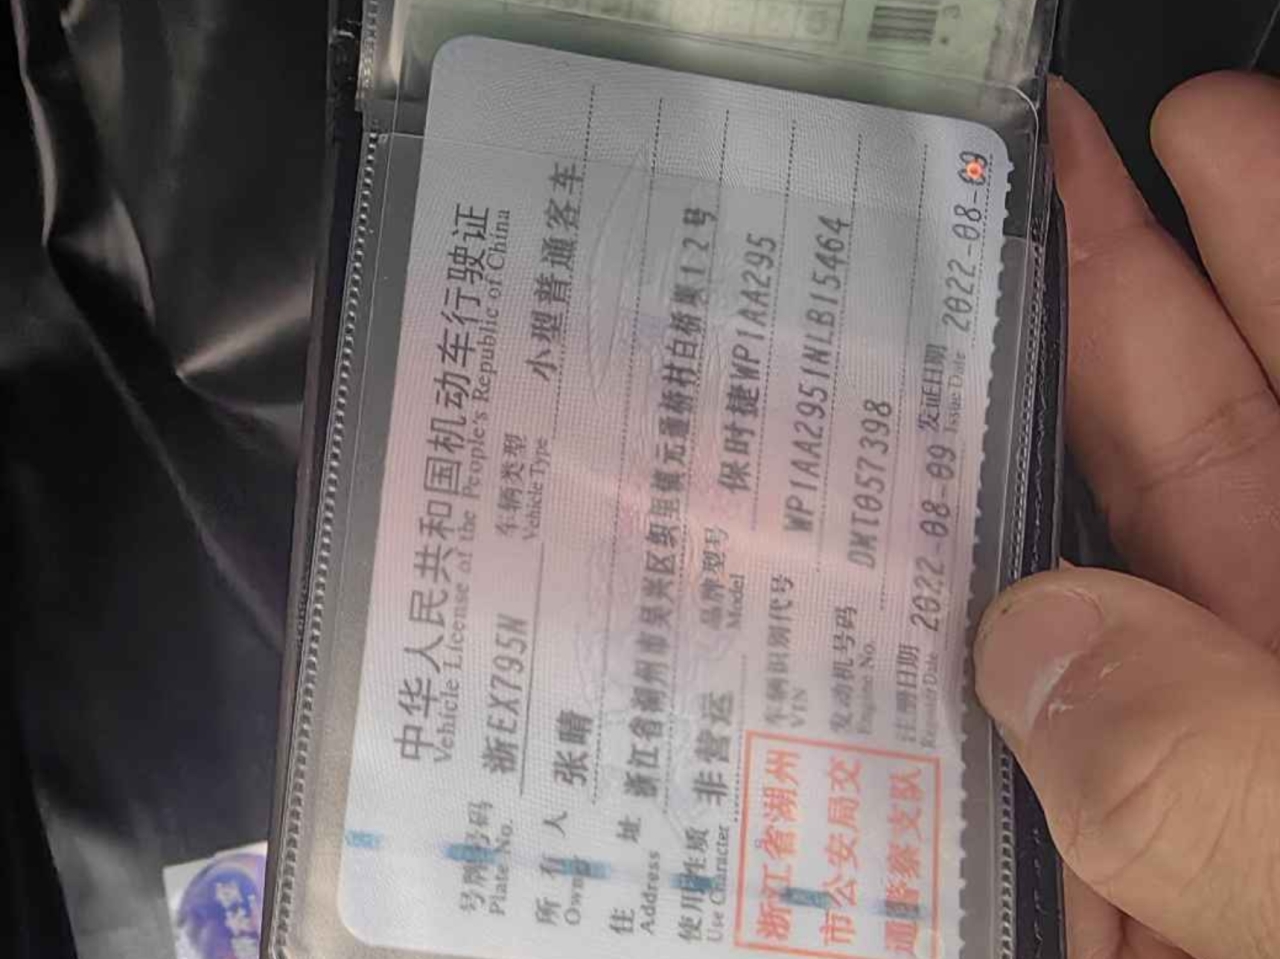 中华人民共和国机动车行驶证
Vehicle License of the People's Republic of China
号牌号码 浙EX795N 车辆类型 小型普通客车
Plate No. Vehicle Type
所有人 张晴
Owner
住址 浙江省湖州市吴兴区织里镇元通桥村白桥坝12号
Address
使用性质 非营运 品牌型号 保时捷WP1AA295
Use Character Model
浙江省湖州
市公安局交
通警察支队
车辆识别代号 WP1AA2951NLB15464
VIN
发动机号码 DMT057398
Engine No.
注册日期 2022-08-09 发证日期 2022-08-09
Register Date Issue Date